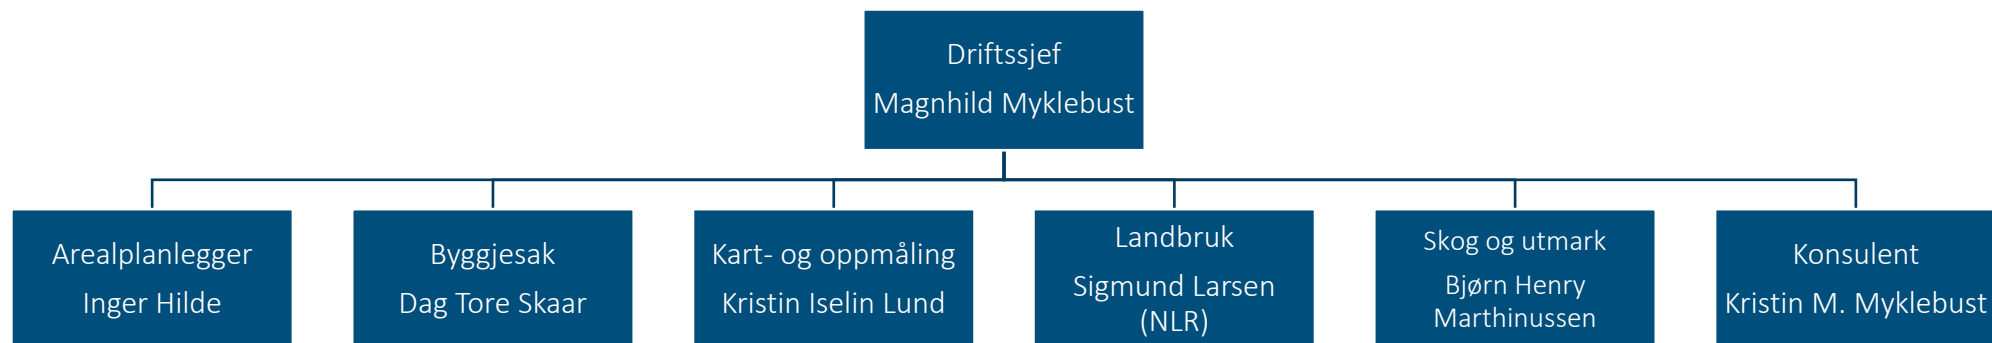 Driftssjef
Magnhild Myklebust
Arealplanlegger
Inger Hilde
Byggjesak
Dag Tore Skaar
Kart- og oppmåling
Kristin Iselin Lund
Landbruk
Sigmund Larsen
(NLR)
Skog og utmark
Bjørn Henry
Marthinussen
Konsulent
Kristin M. Myklebust